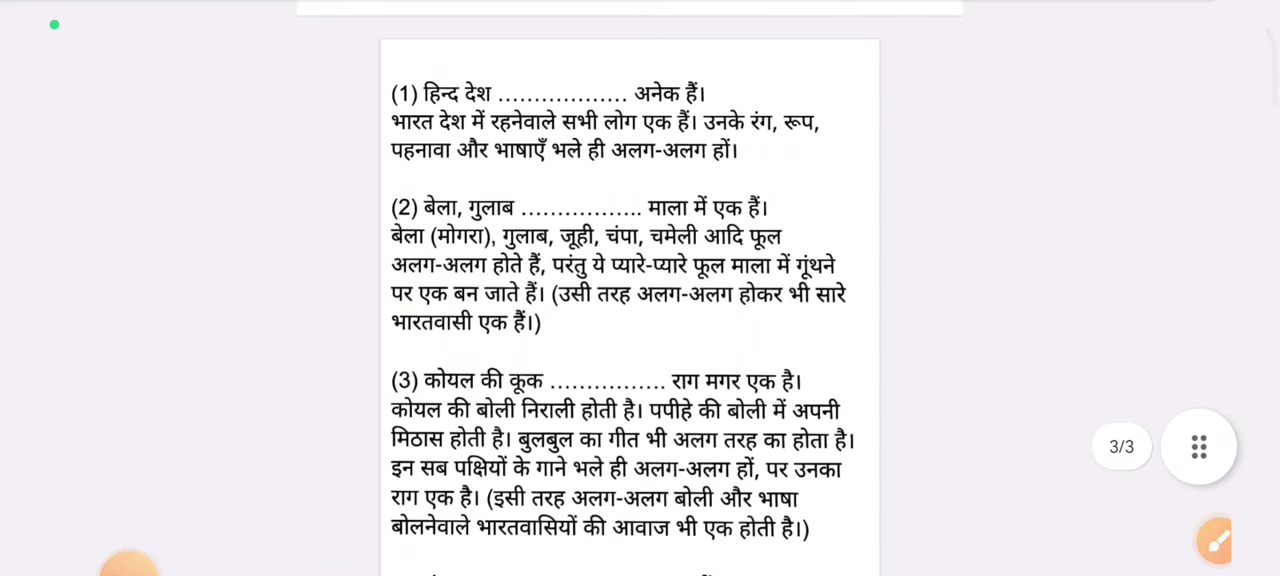 (1) हिन्द देश .................. अनेक हैं।
भारत देश में रहनेवाले सभी लोग एक हैं। उनके रंग, रूप,
पहनावा और भाषाएँ भले ही अलग-अलग हों।
(2) बेला, गुलाब ................. माला में एक हैं।
बेला (मोगरा), गुलाब, जूही, चंपा, चमेली आदि फूल
अलग-अलग होते हैं, परंतु ये प्यारे-प्यारे फूल माला में गूंथने
पर एक बन जाते हैं। (उसी तरह अलग-अलग होकर भी सारे
भारतवासी एक हैं।)
(3) कोयल की कूक ................ राग मगर एक है।
कोयल की बोली निराली होती है। पपीहे की बोली में अपनी
मिठास होती है। बुलबुल का गीत भी अलग तरह का होता है।
इन सब पक्षियों के गाने भले ही अलग-अलग हों, पर उनका
राग एक है। (इसी तरह अलग-अलग बोली और भाषा
बोलनेवाले भारतवासियों की आवाज भी एक होती है।)
3/3